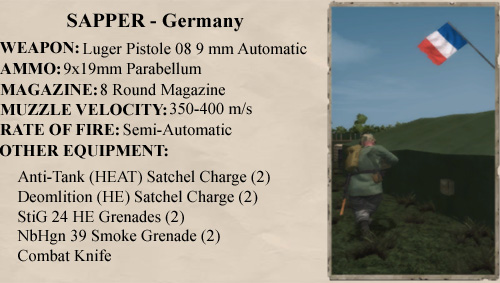 SAPPER - Germany
WEAPON: Luger Pistole 08 9 mm Automatic
AMMO: 9x19mm Parabellum
MAGAZINE: 8 Round Magazine
MUZZLE VELOCITY: 350-400 m/s
RATE OF FIRE: Semi-Automatic
OTHER EQUIPMENT:
Anti-Tank (HEAT) Satchel Charge (2)
Deomlition (HE) Satchel Charge (2)
StiG 24 HE Grenades (2)
NbHgn 39 Smoke Grenade (2)
Combat Knife